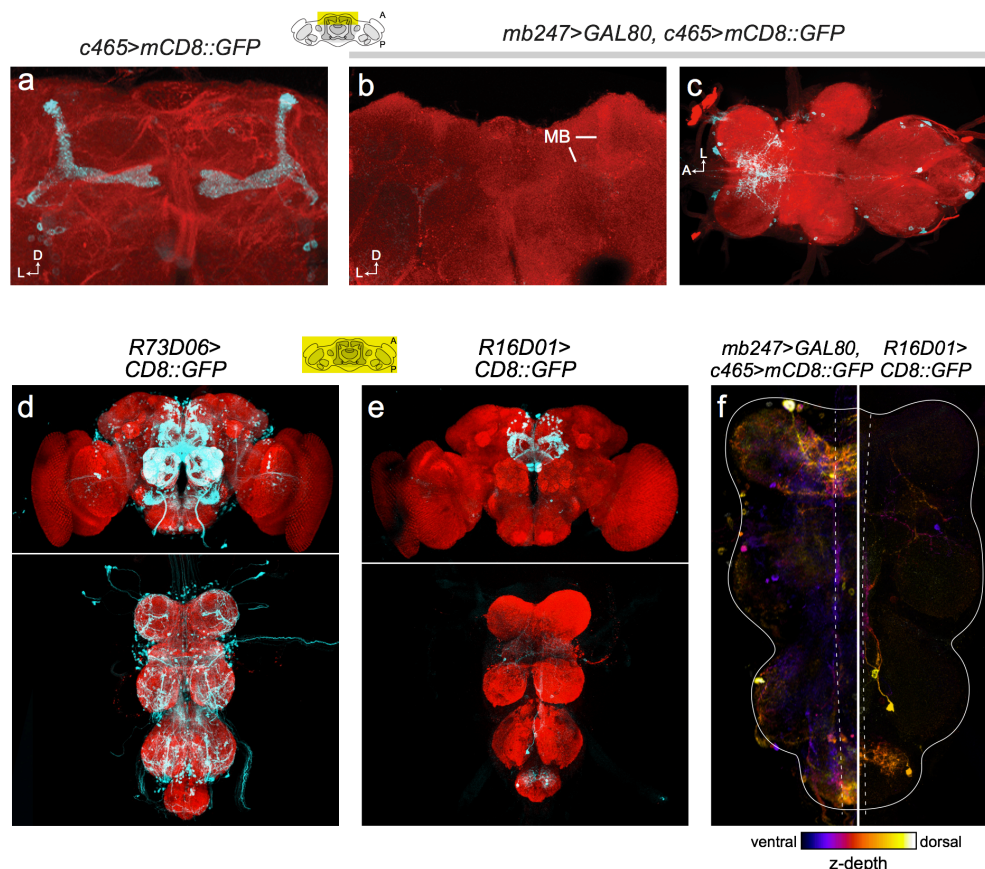 A
P
c465>mCD8::GFP
mb247>GAL80, c465>mCD8::GFP
a
D
L
b
MB
D
L
c
L
A
R73D06>
CD8::GFP
A
P
R16D01>
CD8::GFP
mb247>GAL80,
c465>mCD8::GFP
R16D01>
CD8::GFP
d
e
f
ventral
dorsal
z-depth